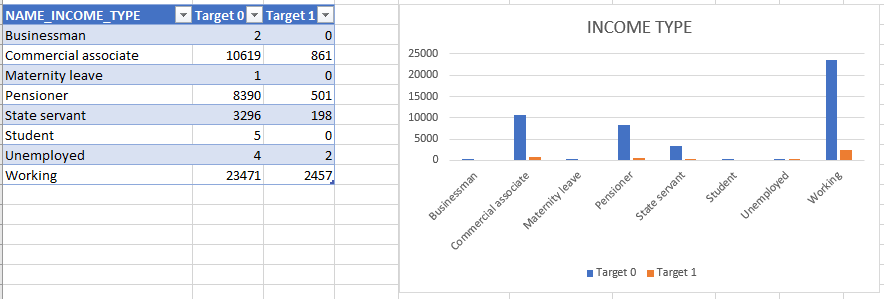 NAME_INCOME_TYPE Target 0 Target 1
Businessman 2 0
Commercial associate 10619 861
Maternity leave 1 0
Pensioner 8390 501
State servant 3296 198
Student 5 0
Unemployed 4 2
Working 23471 2457
INCOME TYPE
25000
20000
15000
10000
5000
0
Businessman
Commercial associate
Maternity leave
Pensioner
State servant
Student
Unemployed
Working
Target 0 Target 1